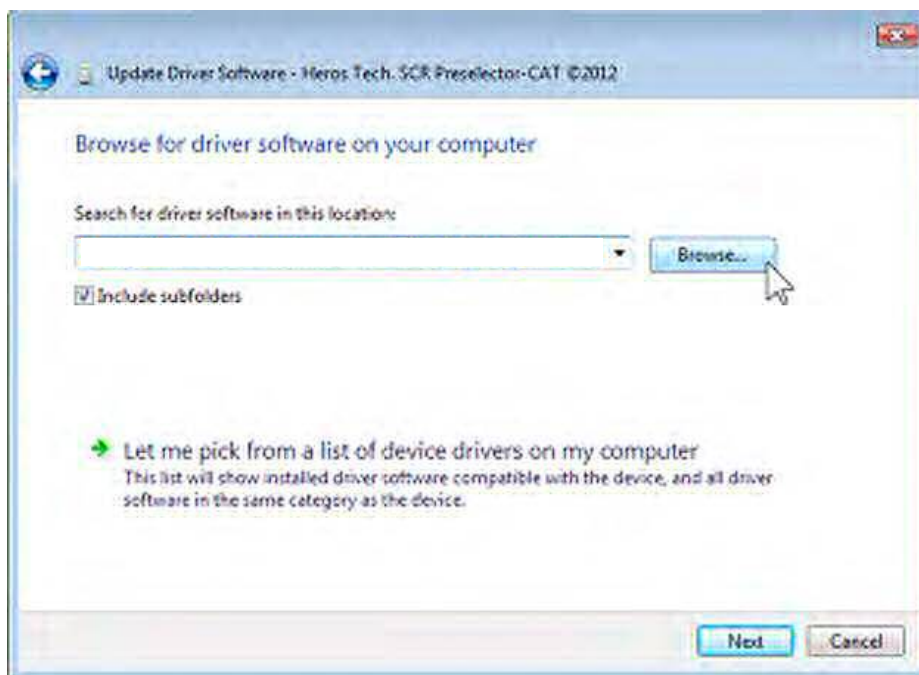 Update Driver Software - Heros Tech. SCR Preselector-CAT ©2012
Browse for driver software on your computer
Search for driver software in this location:
Browse...
Include subfolders
Let me pick from a list of device drivers on my computer
This list will show installed driver software compatible with the device, and all driver
software in the same category as the device.
Next Cancel